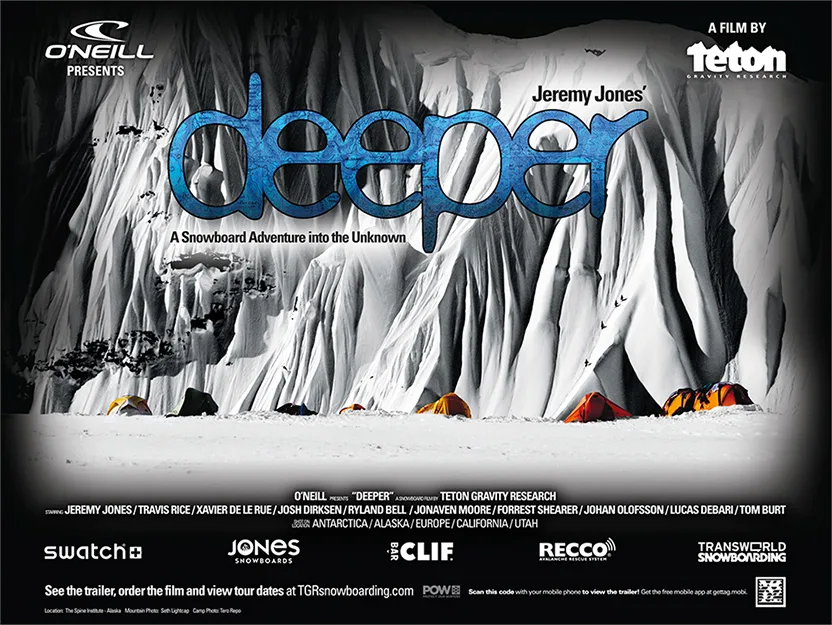 O'NEILL
PRESENTS
A FILM BY
Teton
GRAVITY RESEARCH
Jeremy Jones'
deeper
A Snowboard Adventure into the Unknown
O'NEILL PRESENTS "DEEPER" A SNOWBOARD FILM BY TETON GRAVITY RESEARCH
STARRING JEREMY JONES / TRAVIS RICE / XAVIER DE LE RUE / JOSH DIRKSEN / RYLAND BELL / JONAVEN MOORE / FORREST SHEARER / JOHAN OLOFSSON / LUCAS DEBARI / TOM BURT
SHOT ON LOCATION: ANTARCTICA / ALASKA / EUROPE / CALIFORNIA / UTAH
swatch
JONES
SNOWBOARDS
CLIF BAR
RECCO
AVALANCHE RESCUE SYSTEM
TRANSWORLD
SNOWBOARDING
See the trailer, order the film and view tour dates at TGRsnowboarding.com
POW
PROTECT OUR WINTERS
Scan this code with your mobile phone to view the trailer! Get the free mobile app at gettag.mobi.
Location: The Spine Institute - Alaska Mountain Photo: Seth Lightcap Camp Photo: Tero Repo